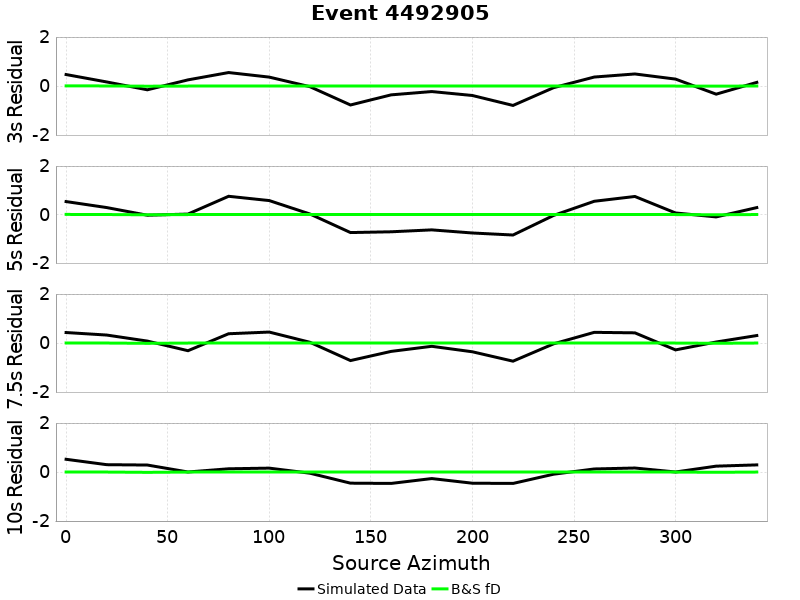 Event 4492905
3s Residual
2
0
-2
5s Residual
2
0
-2
7.5s Residual
2
0
-2
10s Residual
2
0
-2
0 50 100 150 200 250 300
Source Azimuth
Simulated Data B&S fD